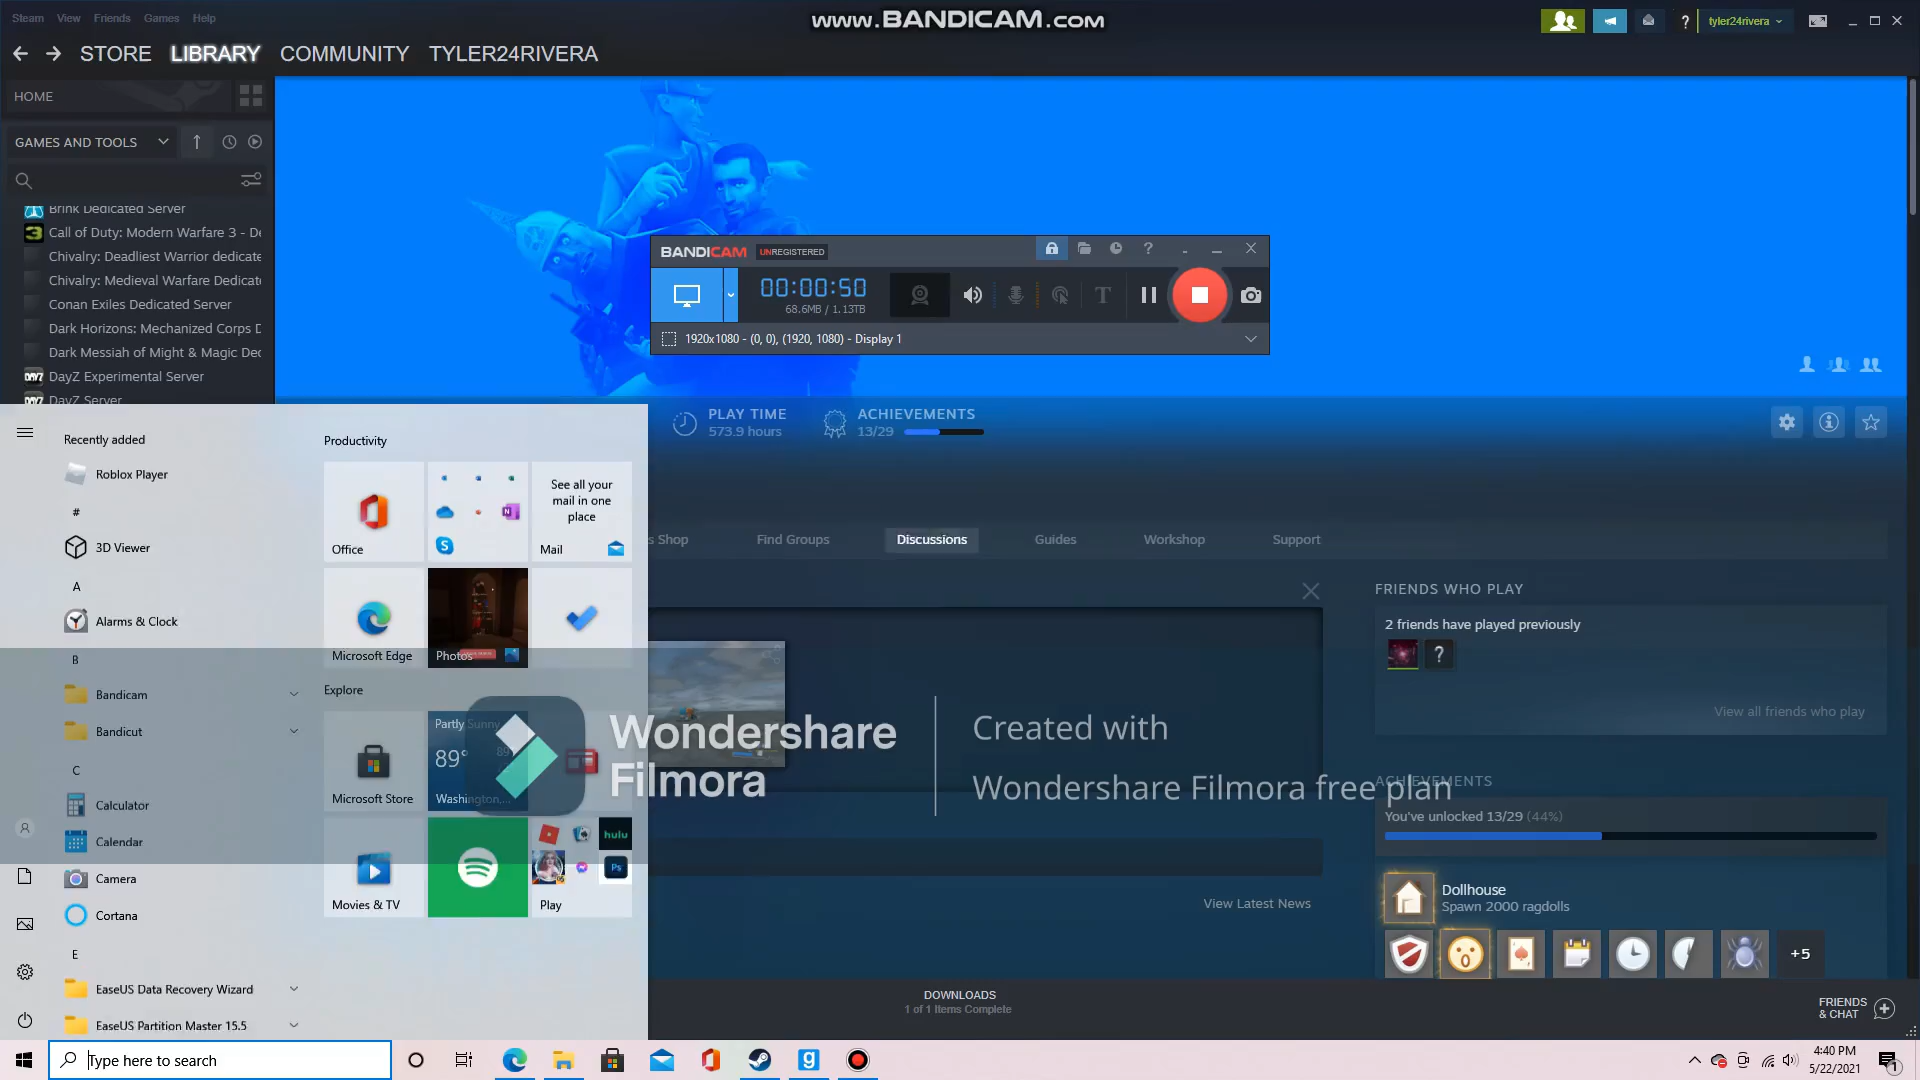 Steam View Friends Games Help
www.BANDICAM.com
? tyler24rivera
STORE LIBRARY COMMUNITY TYLER24RIVERA
HOME
GAMES AND TOOLS
Brink Dedicated Server
3 Call of Duty: Modern Warfare 3 - De
Chivalry: Deadliest Warrior dedicate
Chivalry: Medieval Warfare Dedicat
Conan Exiles Dedicated Server
Dark Horizons: Mechanized Corps D
Dark Messiah of Might & Magic Dec
DAYZ DayZ Experimental Server
DAYZ DayZ Server
BANDICAM UNREGISTERED ?
00:00:50
68.6MB / 1.13TB
T
1920x1080 - (0, 0), (1920, 1080) - Display 1
PLAY TIME
573.9 hours
ACHIEVEMENTS
13/29
s Shop Find Groups Discussions Guides Workshop Support
FRIENDS WHO PLAY
2 friends have played previously
?
View all friends who play
ACHIEVEMENTS
You've unlocked 13/29 (44%)
Dollhouse
Spawn 2000 ragdolls
+5
View Latest News
DOWNLOADS
1 of 1 Items Complete
FRIENDS
& CHAT
Recently added
Roblox Player
#
3D Viewer
A
Alarms & Clock
B
Bandicam
Bandicut
C
Calculator
Calendar
Camera
Cortana
E
EaseUS Data Recovery Wizard
EaseUS Partition Master 15.5
Productivity
Office
See all your
mail in one
place
Mail
Microsoft Edge
Photos
Explore
Microsoft Store
Partly Sunny
89°
89°
Washington,...
Movies & TV
hulu
Ps
Play
Wondershare
Filmora
Created with
Wondershare Filmora free plan
Type here to search
4:40 PM
5/22/2021
1